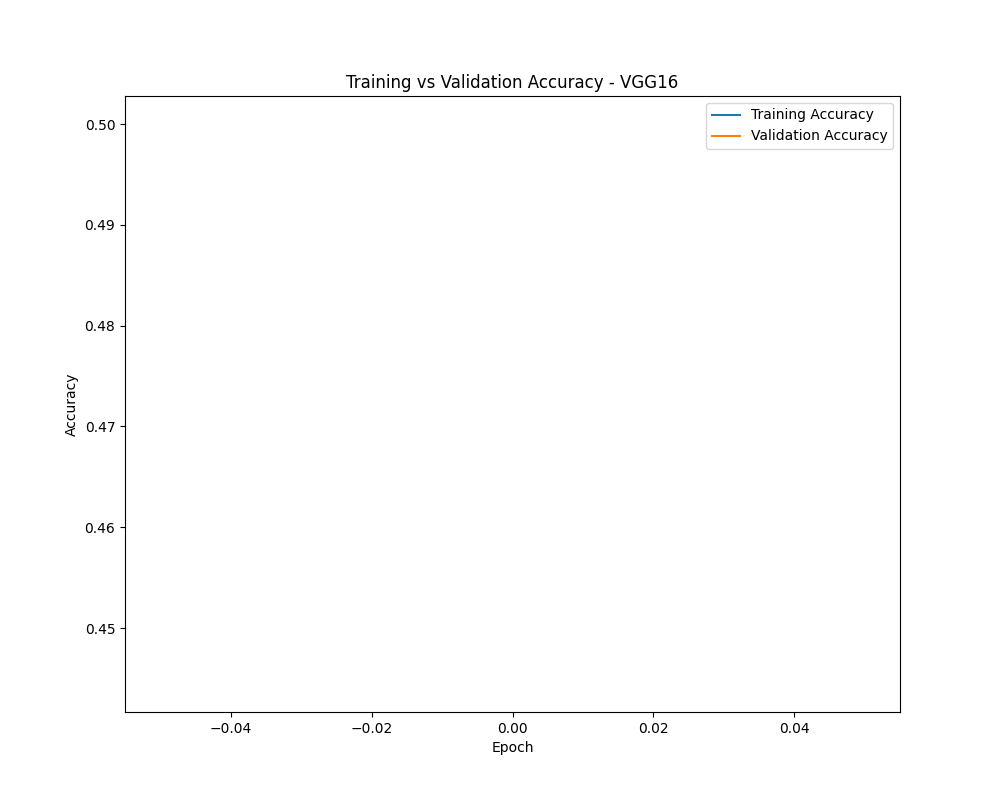 Training vs Validation Accuracy - VGG16
Training Accuracy
Validation Accuracy
0.50
0.49
0.48
0.47
0.46
0.45
Accuracy
−0.04 −0.02 0.00 0.02 0.04
Epoch